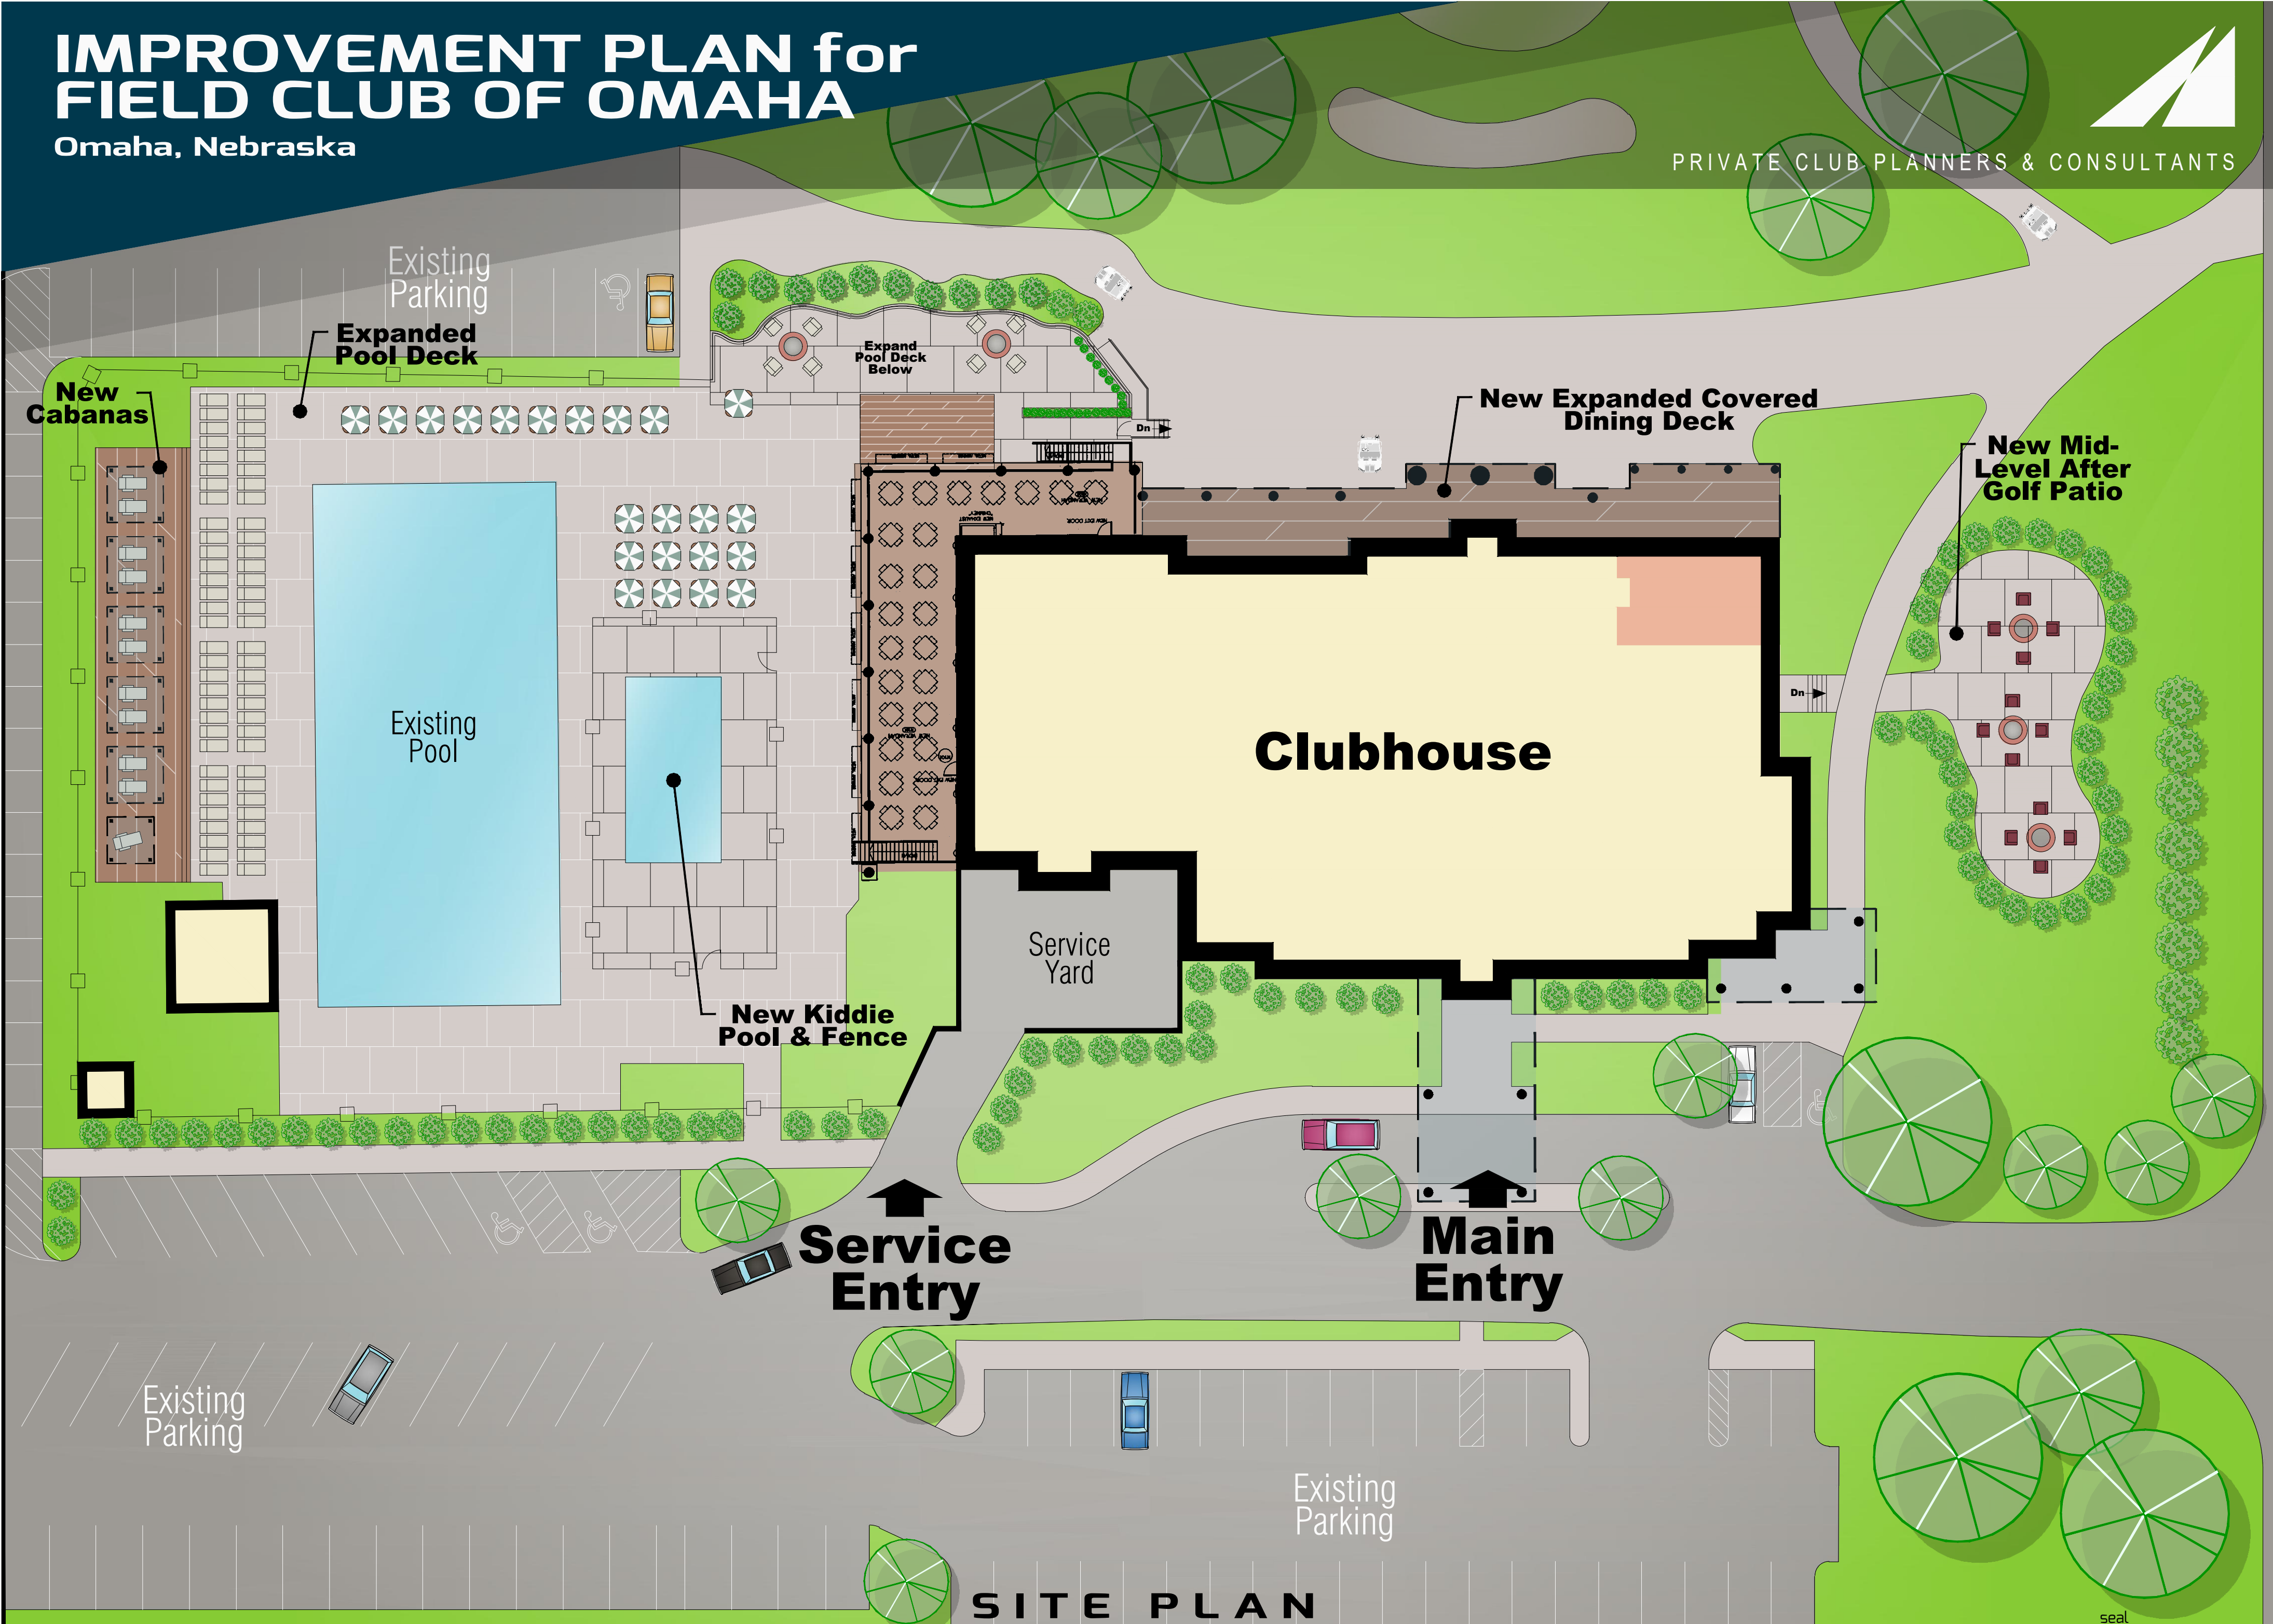 IMPROVEMENT PLAN for
FIELD CLUB OF OMAHA
Omaha, Nebraska
PRIVATE CLUB PLANNERS & CONSULTANTS
Existing
Parking
Expanded
Pool Deck
New
Cabanas
Expand
Pool Deck
Below
Dn
New Expanded Covered
Dining Deck
New Mid-
Level After
Golf Patio
Existing
Pool
Dn
Clubhouse
Service
Yard
New Kiddie
Pool & Fence
Service
Entry
Main
Entry
Existing
Parking
Existing
Parking
SITE PLAN
seal